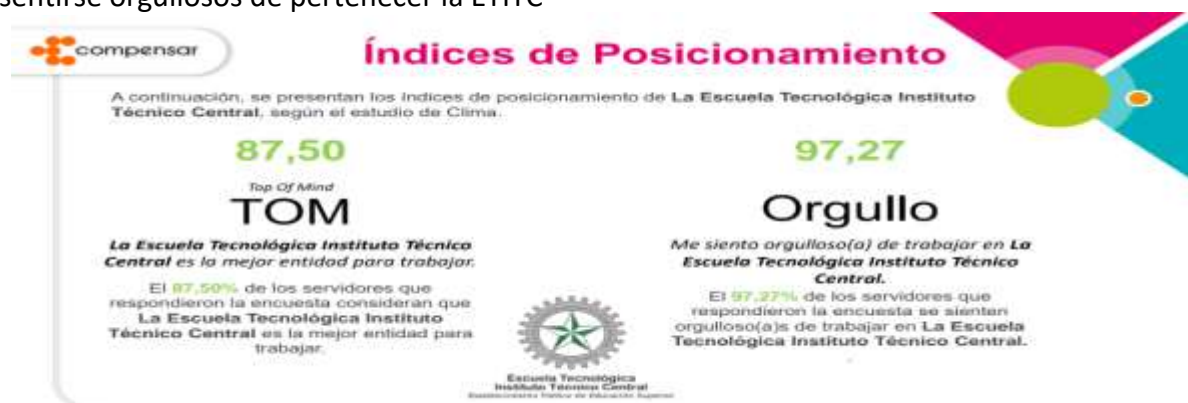 sentirse orgullosos de pertenecer la ETITC
compensar
Índices de Posicionamiento
A continuación, se presentan los índices de posicionamiento de La Escuela Tecnológica Instituto
Técnico Central, según el estudio de Clima.
87,50
Top Of Mind
TOM
La Escuela Tecnológica Instituto Técnico
Central es la mejor entidad para trabajar.
El 87,50% de los servidores que
respondieron la encuesta consideran que
La Escuela Tecnológica Instituto
Técnico Central es la mejor entidad para
trabajar.
97,27
Orgullo
Me siento orgulloso(a) de trabajar en La
Escuela Tecnológica Instituto Técnico
Central.
El 97,27% de los servidores que
respondieron la encuesta se sienten
orgulloso(a)s de trabajar en La Escuela
Tecnológica Instituto Técnico Central.
Escuela Tecnológica
Instituto Técnico Central
Establecimiento Público de Educación Superior